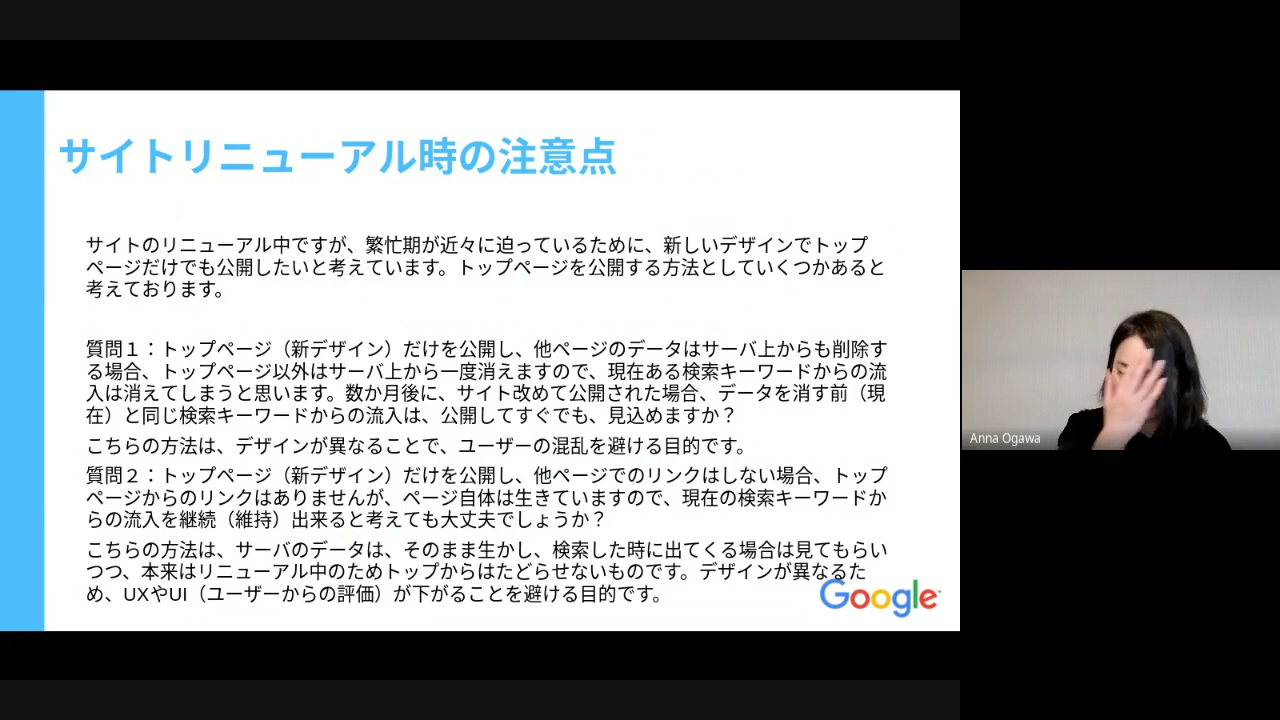 サイトリニューアル時の注意点
サイトのリニューアル中ですが、繁忙期が近々に迫っているために、新しいデザインでトップ
ページだけでも公開したいと考えています。トップページを公開する方法としていくつかあると
考えております。
質問１：トップページ（新デザイン）だけを公開し、他ページのデータはサーバ上からも削除す
る場合、トップページ以外はサーバ上から一度消えますので、現在ある検索キーワードからの流
入は消えてしまうと思います。数か月後に、サイト改めて公開された場合、データを消す前（現
在）と同じ検索キーワードからの流入は、公開してすぐでも、見込めますか？
こちらの方法は、デザインが異なることで、ユーザーの混乱を避ける目的です。
質問２：トップページ（新デザイン）だけを公開し、他ページでのリンクはしない場合、トップ
ページからのリンクはありませんが、ページ自体は生きていますので、現在の検索キーワードか
らの流入を継続（維持）出来ると考えても大丈夫でしょうか？
こちらの方法は、サーバのデータは、そのまま生かし、検索した時に出てくる場合は見てもらい
つつ、本来はリニューアル中のためトップからはたどらせないものです。デザインが異なるた
め、UXやUI（ユーザーからの評価）が下がることを避ける目的です。
Google
Anna Ogawa